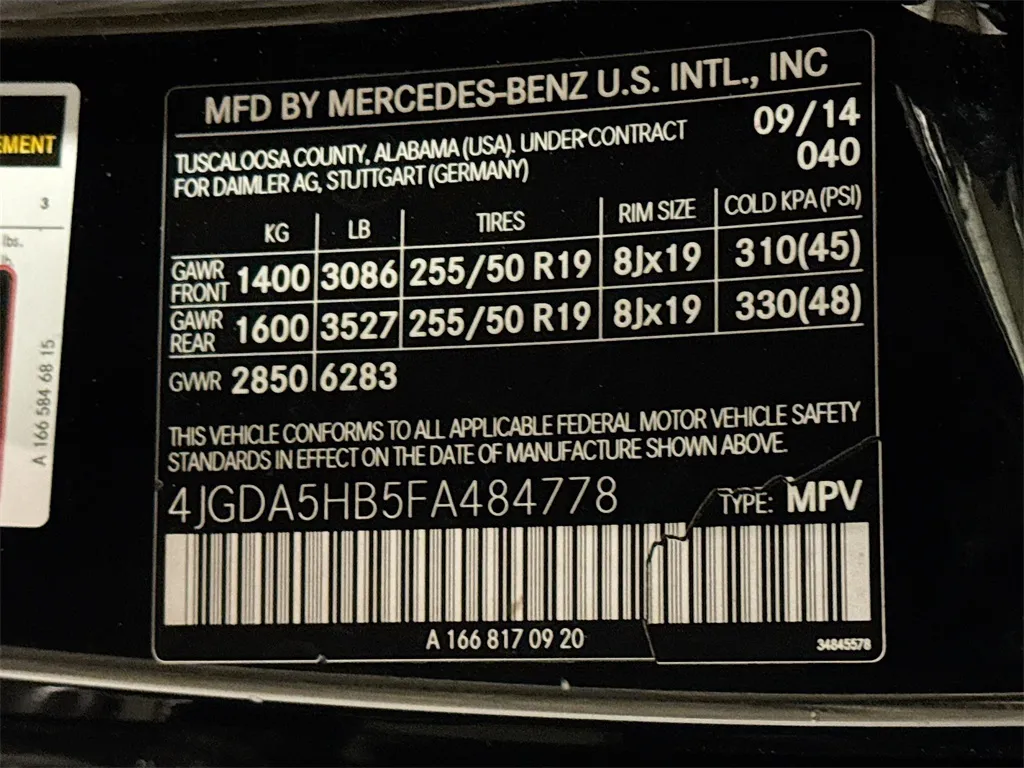 EMENT
3
lbs.
lb.
A 166 584 68 15
MFD BY MERCEDES-BENZ U.S. INTL., INC
TUSCALOOSA COUNTY, ALABAMA (USA). UNDER CONTRACT
FOR DAIMLER AG, STUTTGART (GERMANY)
09/14
040
KG LB TIRES RIM SIZE COLD KPA (PSI)
GAWR FRONT 1400 3086 255/50 R19 8Jx19 310(45)
GAWR REAR 1600 3527 255/50 R19 8Jx19 330(48)
GVWR 2850 6283
THIS VEHICLE CONFORMS TO ALL APPLICABLE FEDERAL MOTOR VEHICLE SAFETY
STANDARDS IN EFFECT ON THE DATE OF MANUFACTURE SHOWN ABOVE.
4JGDA5HB5FA484778 TYPE: MPV
A 166 817 09 20
34845578